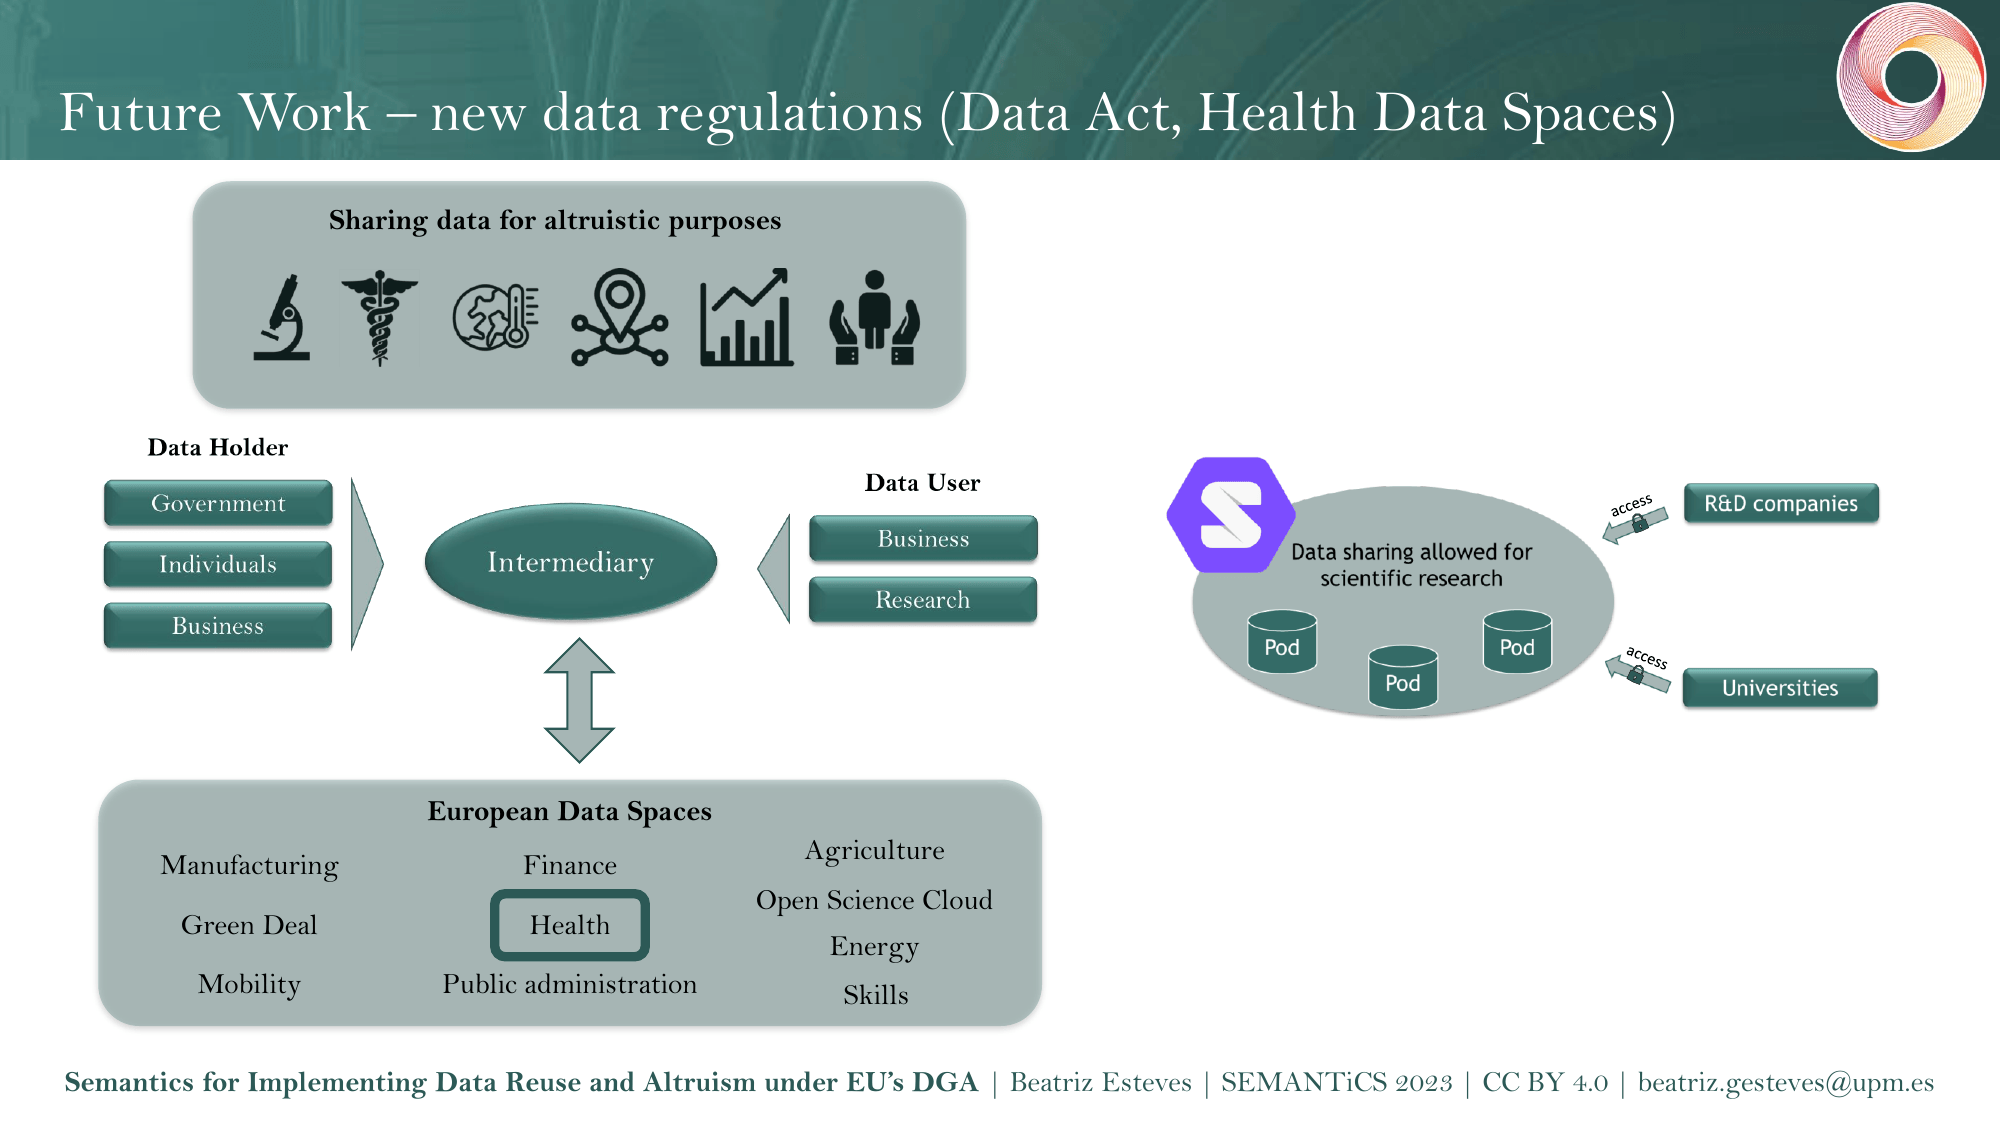 Future Work – new data regulations (Data Act, Health Data Spaces)
Sharing data for altruistic purposes
Data Holder
Government
Individuals
Business
Intermediary
Data User
Business
Research
European Data Spaces
Manufacturing
Green Deal
Mobility
Finance
Health
Public administration
Agriculture
Open Science Cloud
Energy
Skills
Data sharing allowed for
scientific research
Pod
Pod
Pod
access
R&D companies
access
Universities
Semantics for Implementing Data Reuse and Altruism under EU’s DGA | Beatriz Esteves | SEMANTiCS 2023 | CC BY 4.0 | beatriz.gesteves@upm.es